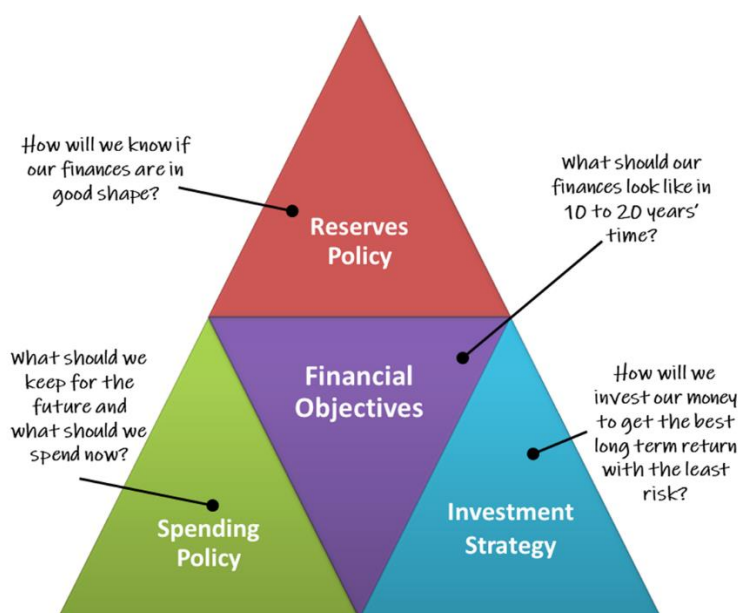 How will we know if
our finances are in
good shape?
What should our
finances look like in
10 to 20 years'
time?
Reserves
Policy
What should we
keep for the
future and
what should we
spend now?
Financial
Objectives
How will we
invest our money
to get the best
long term return
with the least
risk?
Spending
Policy
Investment
Strategy